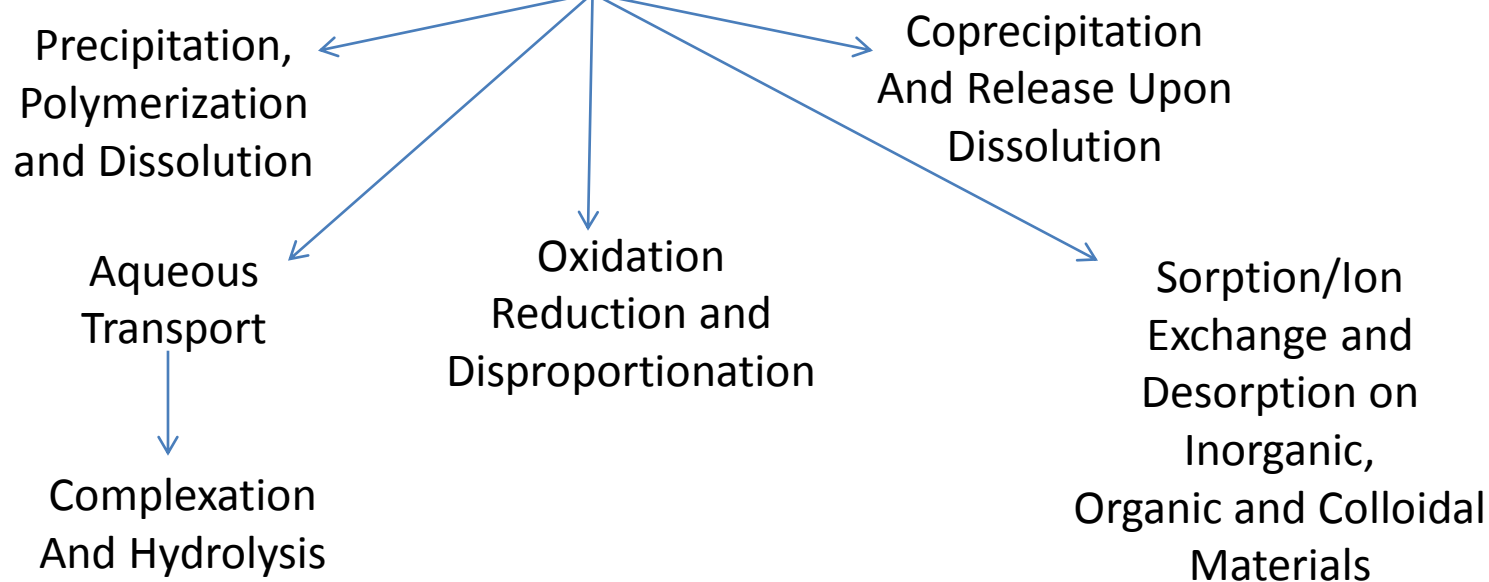 Precipitation,
Polymerization
and Dissolution
Coprecipitation
And Release Upon
Dissolution
Aqueous
Transport
Oxidation
Reduction and
Disproportionation
Sorption/Ion
Exchange and
Desorption on
Inorganic,
Organic and Colloidal
Materials
Complexation
And Hydrolysis